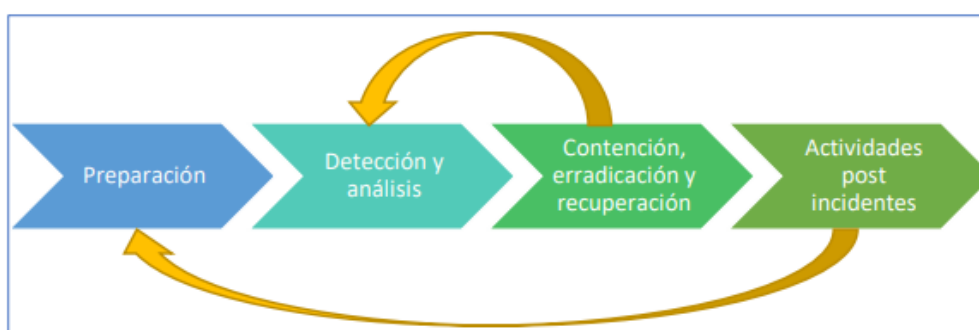 Preparación
Detección y
análisis
Contención,
erradicación y
recuperación
Actividades
post
incidentes